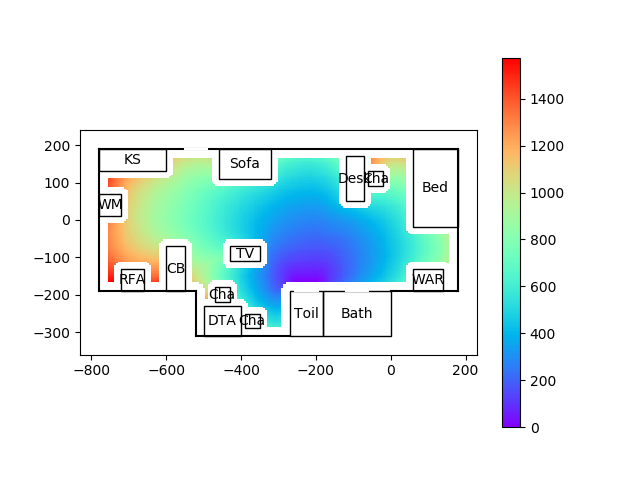 KS
Sofa
Desk
Cha
Bed
WM
TV
CB
RFA
WAR
Cha
DTA
Cha
Toil
Bath
200
100
0
−100
−200
−300
−800
−600
−400
−200
0
200
1400
1200
1000
800
600
400
200
0